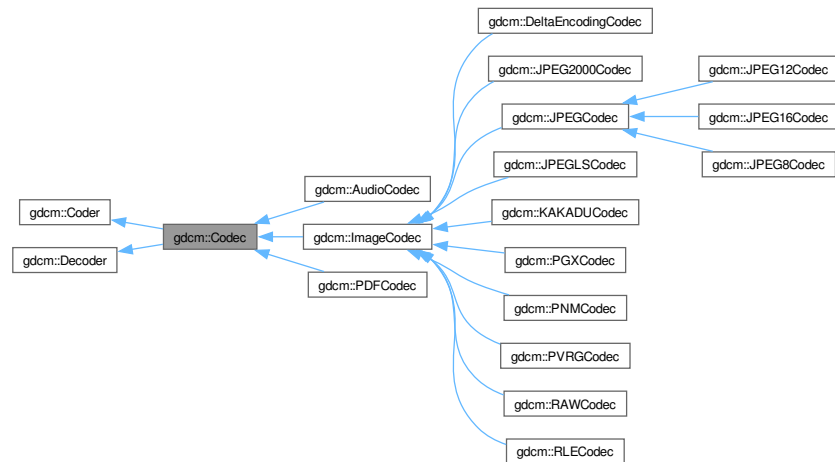 gdcm::DeltaEncodingCodec
gdcm::JPEG2000Codec
gdcm::JPEG12Codec
gdcm::JPEGCodec
gdcm::JPEG16Codec
gdcm::JPEGLSCodec
gdcm::JPEG8Codec
gdcm::AudioCodec
gdcm::Coder
gdcm::KAKADUCodec
gdcm::Codec
gdcm::ImageCodec
gdcm::Decoder
gdcm::PGXCodec
gdcm::PDFCodec
gdcm::PNMCodec
gdcm::PVRGCodec
gdcm::RAWCodec
gdcm::RLECodec